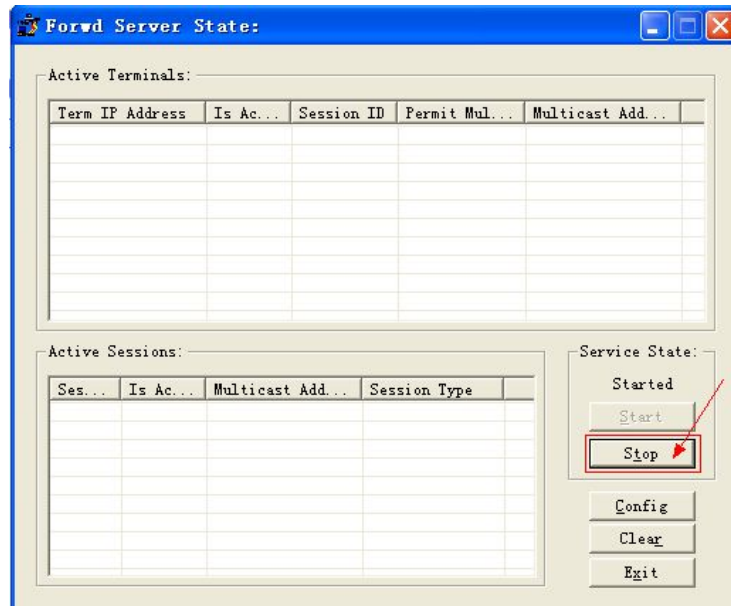 Forwd Server State:
Active Terminals:
Term IP Address Is Ac... Session ID Permit Mul... Multicast Add...
Active Sessions:
Ses... Is Ac... Multicast Add... Session Type
Service State:
Started
Start
Stop
Config
Clear
Exit